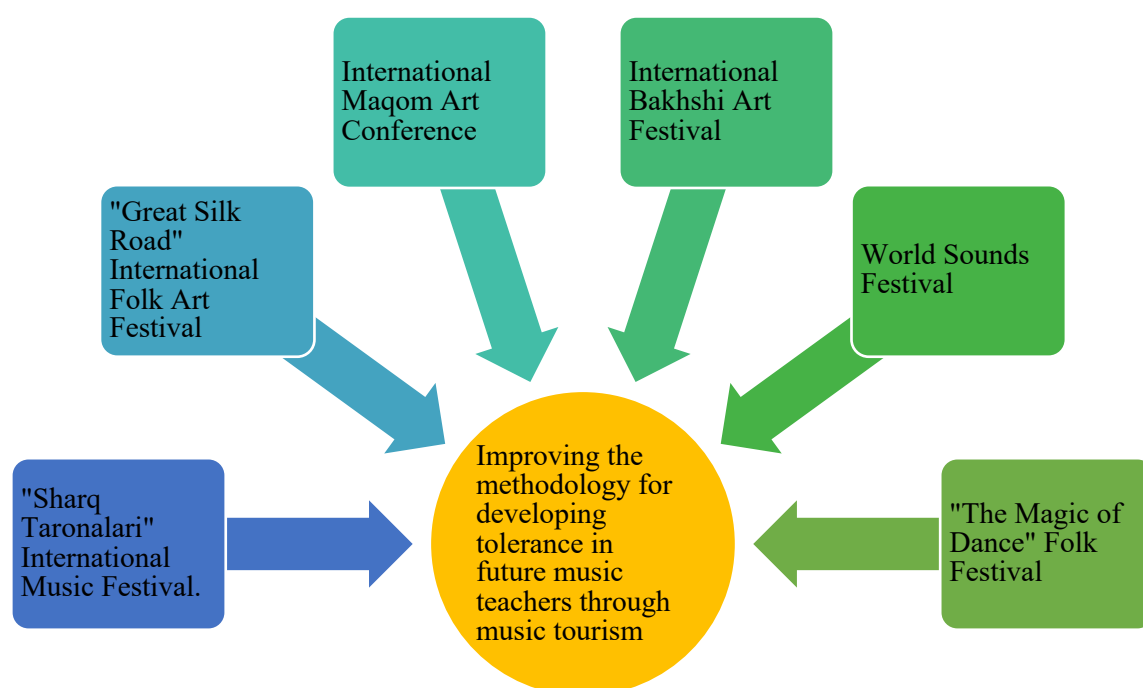 International
Maqom Art
Conference
International
Bakhshi Art
Festival
"Great Silk
Road"
International
Folk Art
Festival
World Sounds
Festival
"Sharq
Taronalari"
International
Music Festival.
Improving the
methodology for
developing
tolerance in
future music
teachers through
music tourism
"The Magic of
Dance" Folk
Festival